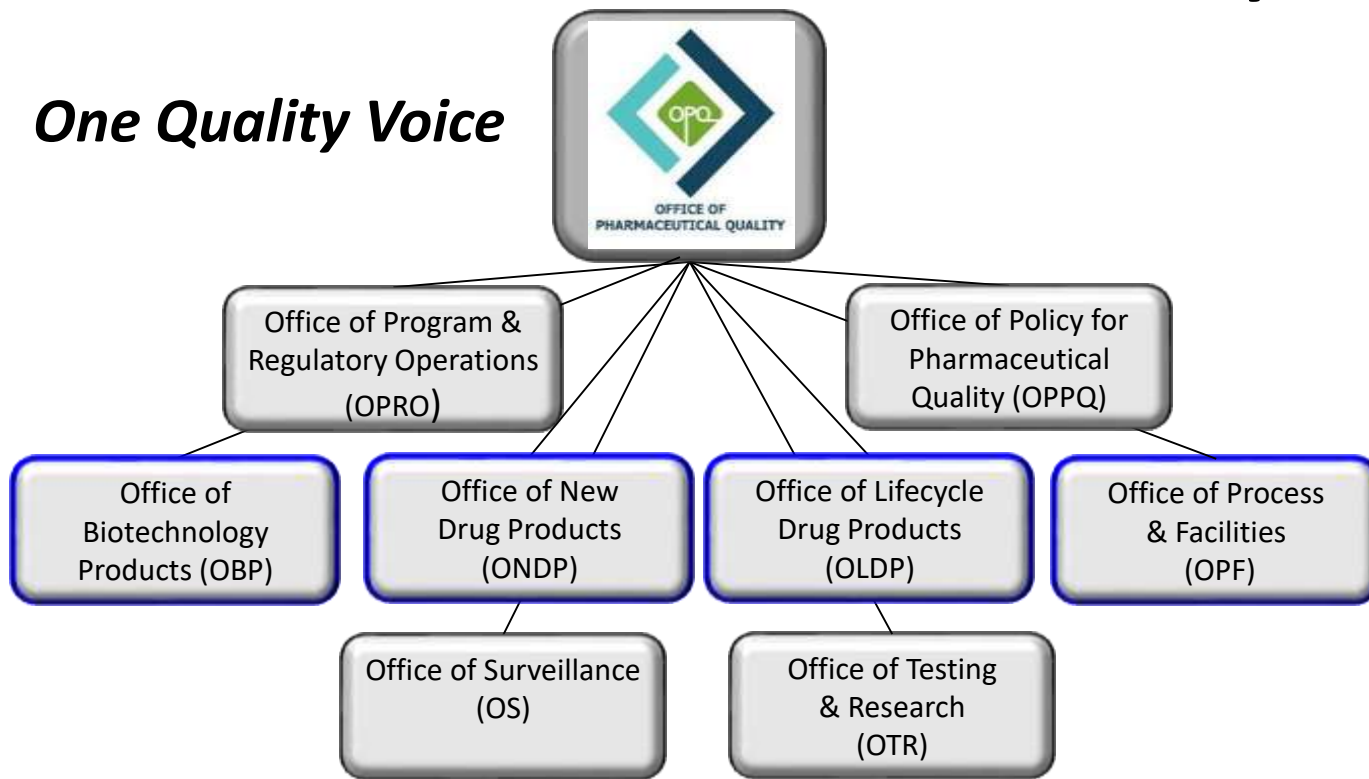 One Quality Voice
OPQ
OFFICE OF
PHARMACEUTICAL QUALITY
Office of Program &
Regulatory Operations
(OPRO)
Office of Policy for
Pharmaceutical
Quality (OPPQ)
Office of
Biotechnology
Products (OBP)
Office of New
Drug Products
(ONDP)
Office of Lifecycle
Drug Products
(OLDP)
Office of Process
& Facilities
(OPF)
Office of Surveillance
(OS)
Office of Testing
& Research
(OTR)